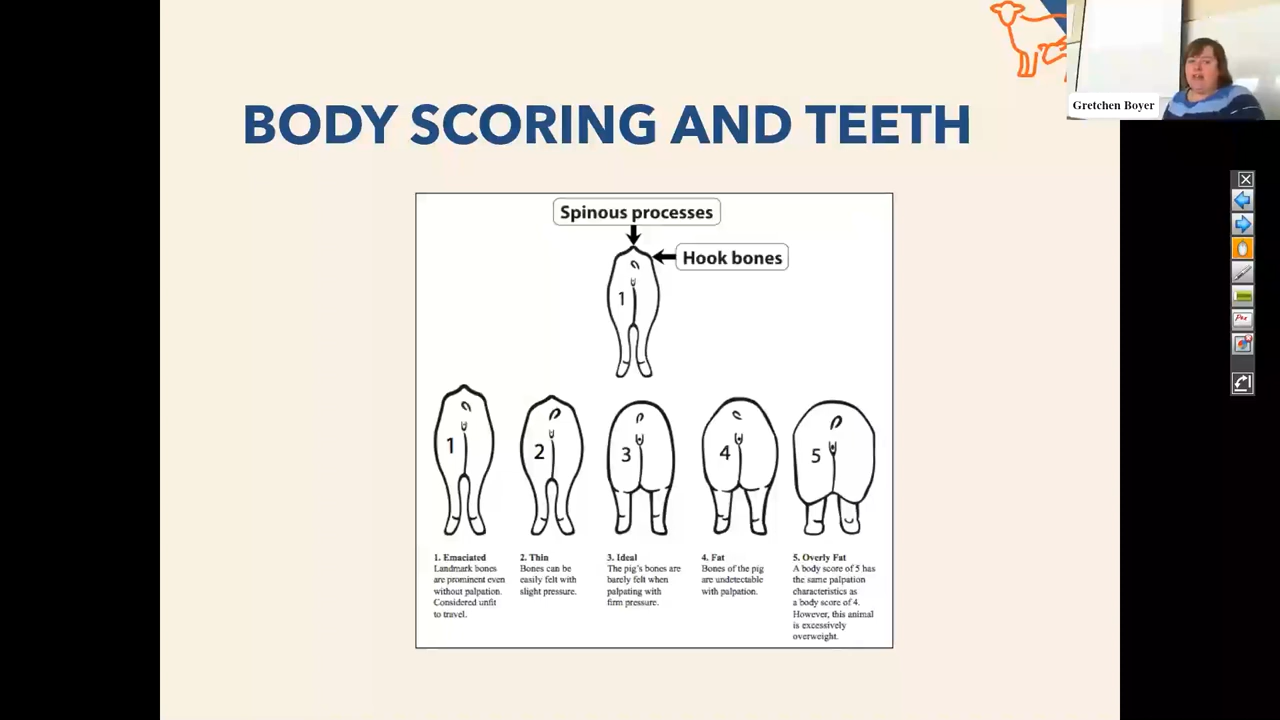 Gretchen Boyer
BODY SCORING AND TEETH
Spinous processes
Hook bones
1
1
2
3
4
5
1. Emaciated
Landmark bones
are prominent even
without palpation.
Considered unfit
to travel.
2. Thin
Bones can be
easily felt with
slight pressure.
3. Ideal
The pig's bones are
barely felt when
palpating with
firm pressure.
4. Fat
Bones of the pig
are undetectable
with palpation.
5. Overly Fat
A body score of 5 has
the same palpation
characteristics as
a body score of 4.
However, this animal
is excessively
overweight.